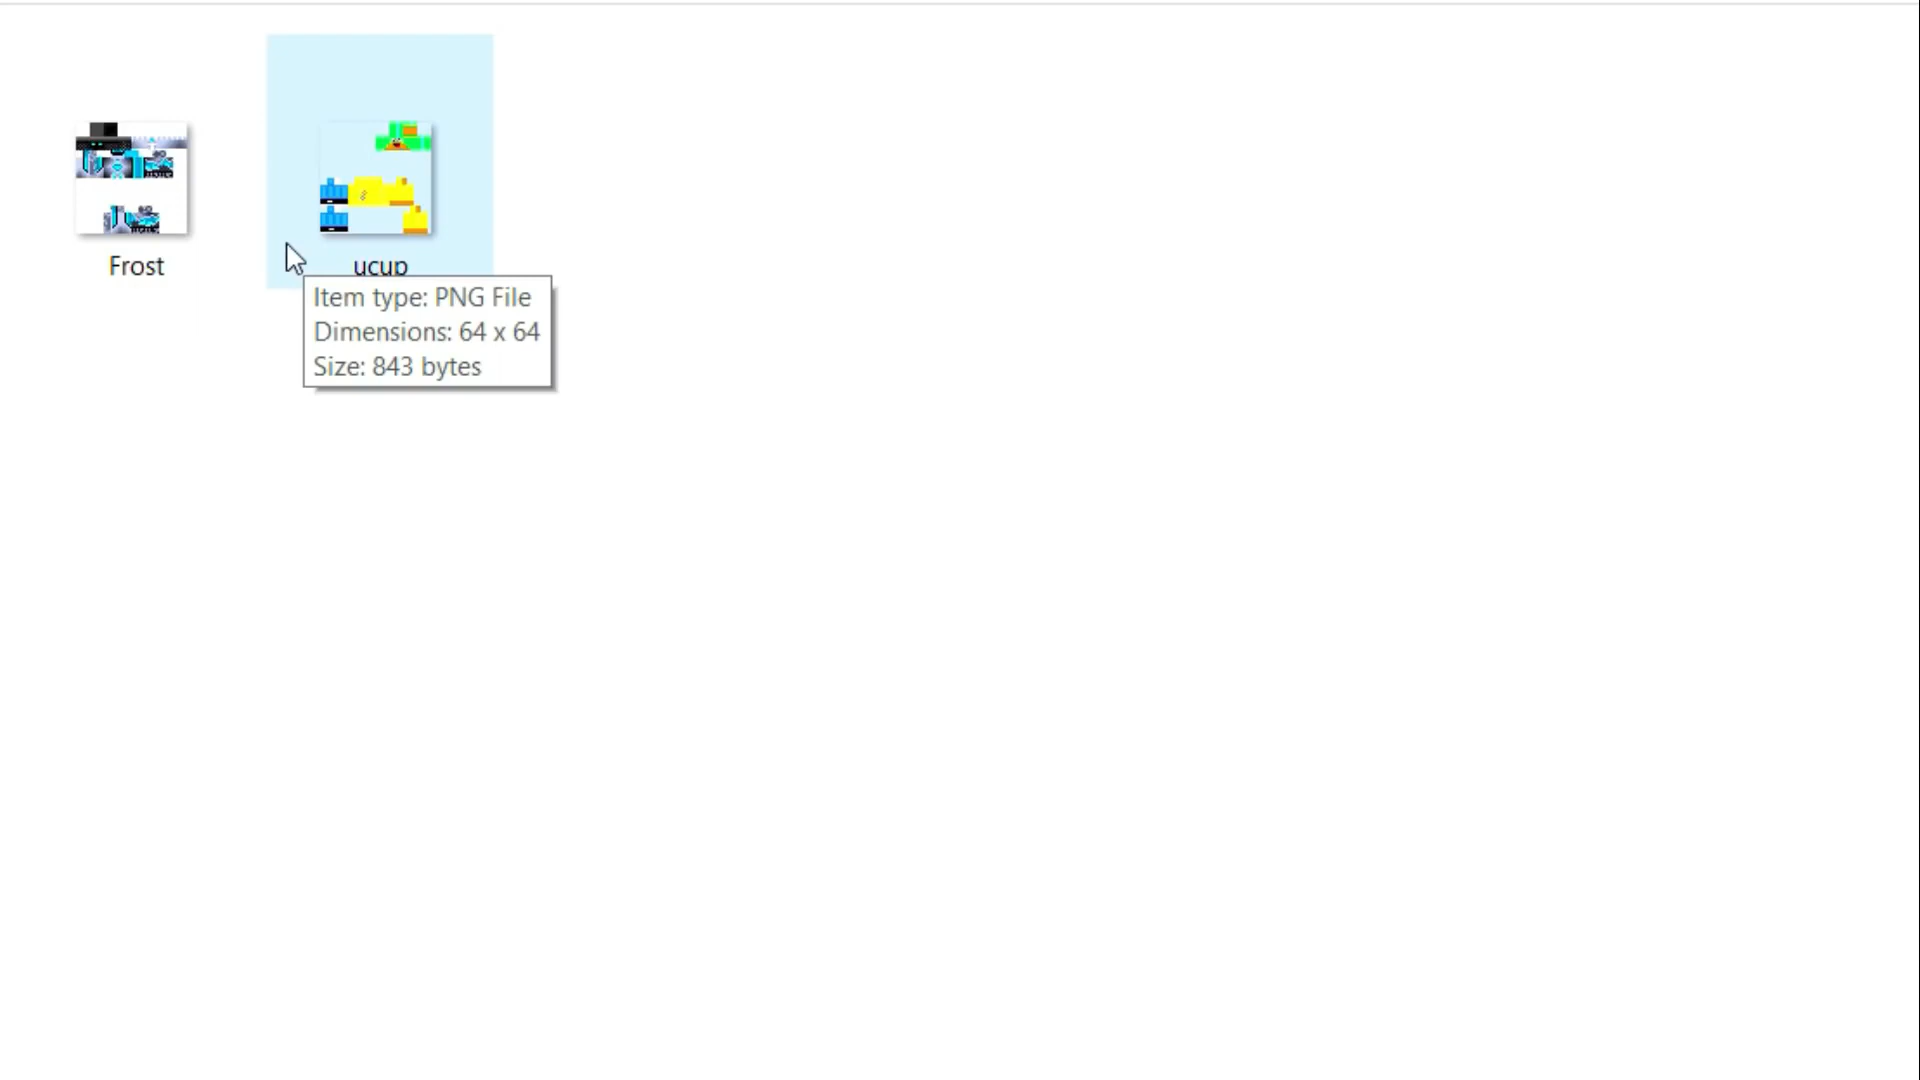 Frost
ucup
Item type: PNG File
Dimensions: 64 x 64
Size: 843 bytes